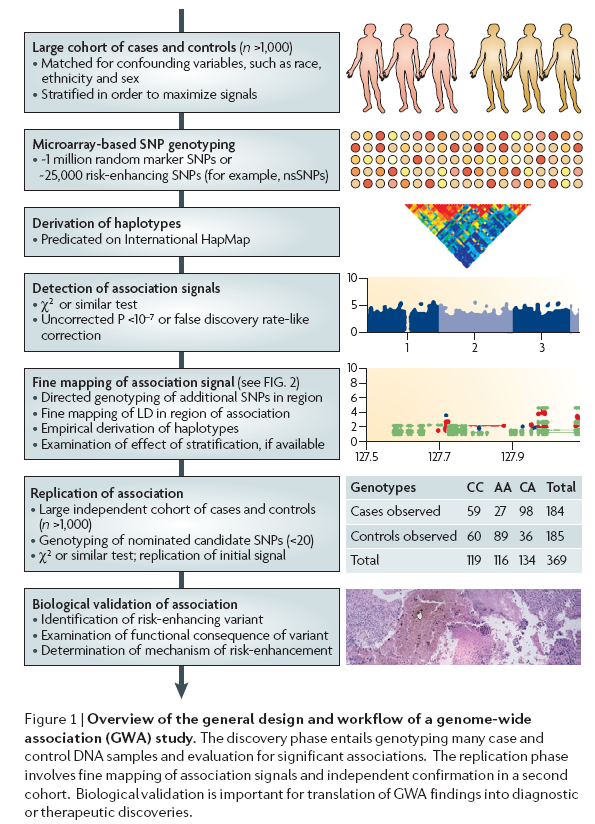 Large cohort of cases and controls (n >1,000)
• Matched for confounding variables, such as race,
ethnicity and sex
• Stratified in order to maximize signals
Microarray-based SNP genotyping
• ~1 million random marker SNPs or
~25,000 risk-enhancing SNPs (for example, nsSNPs)
Derivation of haplotypes
• Predicated on International HapMap
Detection of association signals
• χ² or similar test
• Uncorrected P <10⁻⁷ or false discovery rate-like
correction
10
5
0
1 2 3
Fine mapping of association signal (see FIG. 2)
• Directed genotyping of additional SNPs in region
• Fine mapping of LD in region of association
• Empirical derivation of haplotypes
• Examination of effect of stratification, if available
10
8
6
4
2
0
127.5 127.7 127.9
Replication of association
• Large independent cohort of cases and controls
(n >1,000)
• Genotyping of nominated candidate SNPs (<20)
• χ² or similar test; replication of initial signal
Genotypes CC AA CA Total
Cases observed 59 27 98 184
Controls observed 60 89 36 185
Total 119 116 134 369
Biological validation of association
• Identification of risk-enhancing variant
• Examination of functional consequence of variant
• Determination of mechanism of risk-enhancement
Figure 1 | Overview of the general design and workflow of a genome-wide
association (GWA) study. The discovery phase entails genotyping many case and
control DNA samples and evaluation for significant associations. The replication phase
involves fine mapping of association signals and independent confirmation in a second
cohort. Biological validation is important for translation of GWA findings into diagnostic
or therapeutic discoveries.